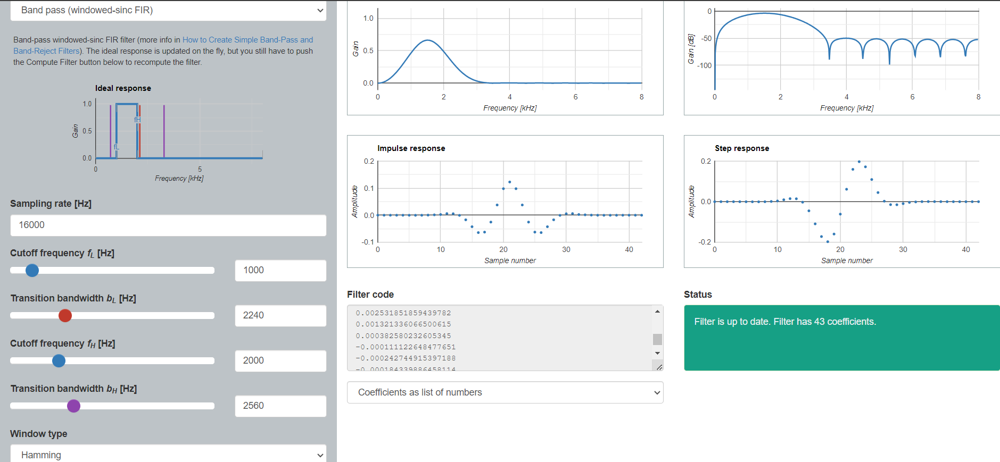 Band pass (windowed-sinc FIR)
Band-pass windowed-sinc FIR filter (more info in How to Create Simple Band-Pass and
Band-Reject Filters). The ideal response is updated on the fly, but you still have to push
the Compute Filter button below to recompute the filter.
Ideal response
1.0
0.5
0.0
Gain
fH
fL
0
5
Frequency [kHz]
Sampling rate [Hz]
16000
Cutoff frequency fL [Hz]
1000
Transition bandwidth bL [Hz]
2240
Cutoff frequency fH [Hz]
2000
Transition bandwidth bH [Hz]
2560
Window type
Hamming
1.0
0.5
0.0
Gain
0 2 4 6 8
Frequency [kHz]
0
-50
-100
Gain [dB]
0 2 4 6 8
Frequency [kHz]
Impulse response
0.2
0.1
0.0
-0.1
Amplitude
0 10 20 30 40
Sample number
Step response
0.2
0.0
-0.2
Amplitude
0 10 20 30 40
Sample number
Filter code
0.002531851859439782
0.001321336066500615
0.000382580232605345
-0.000111122648477651
-0.000242744915397188
-0.000184339886458114
Coefficients as list of numbers
Status
Filter is up to date. Filter has 43 coefficients.